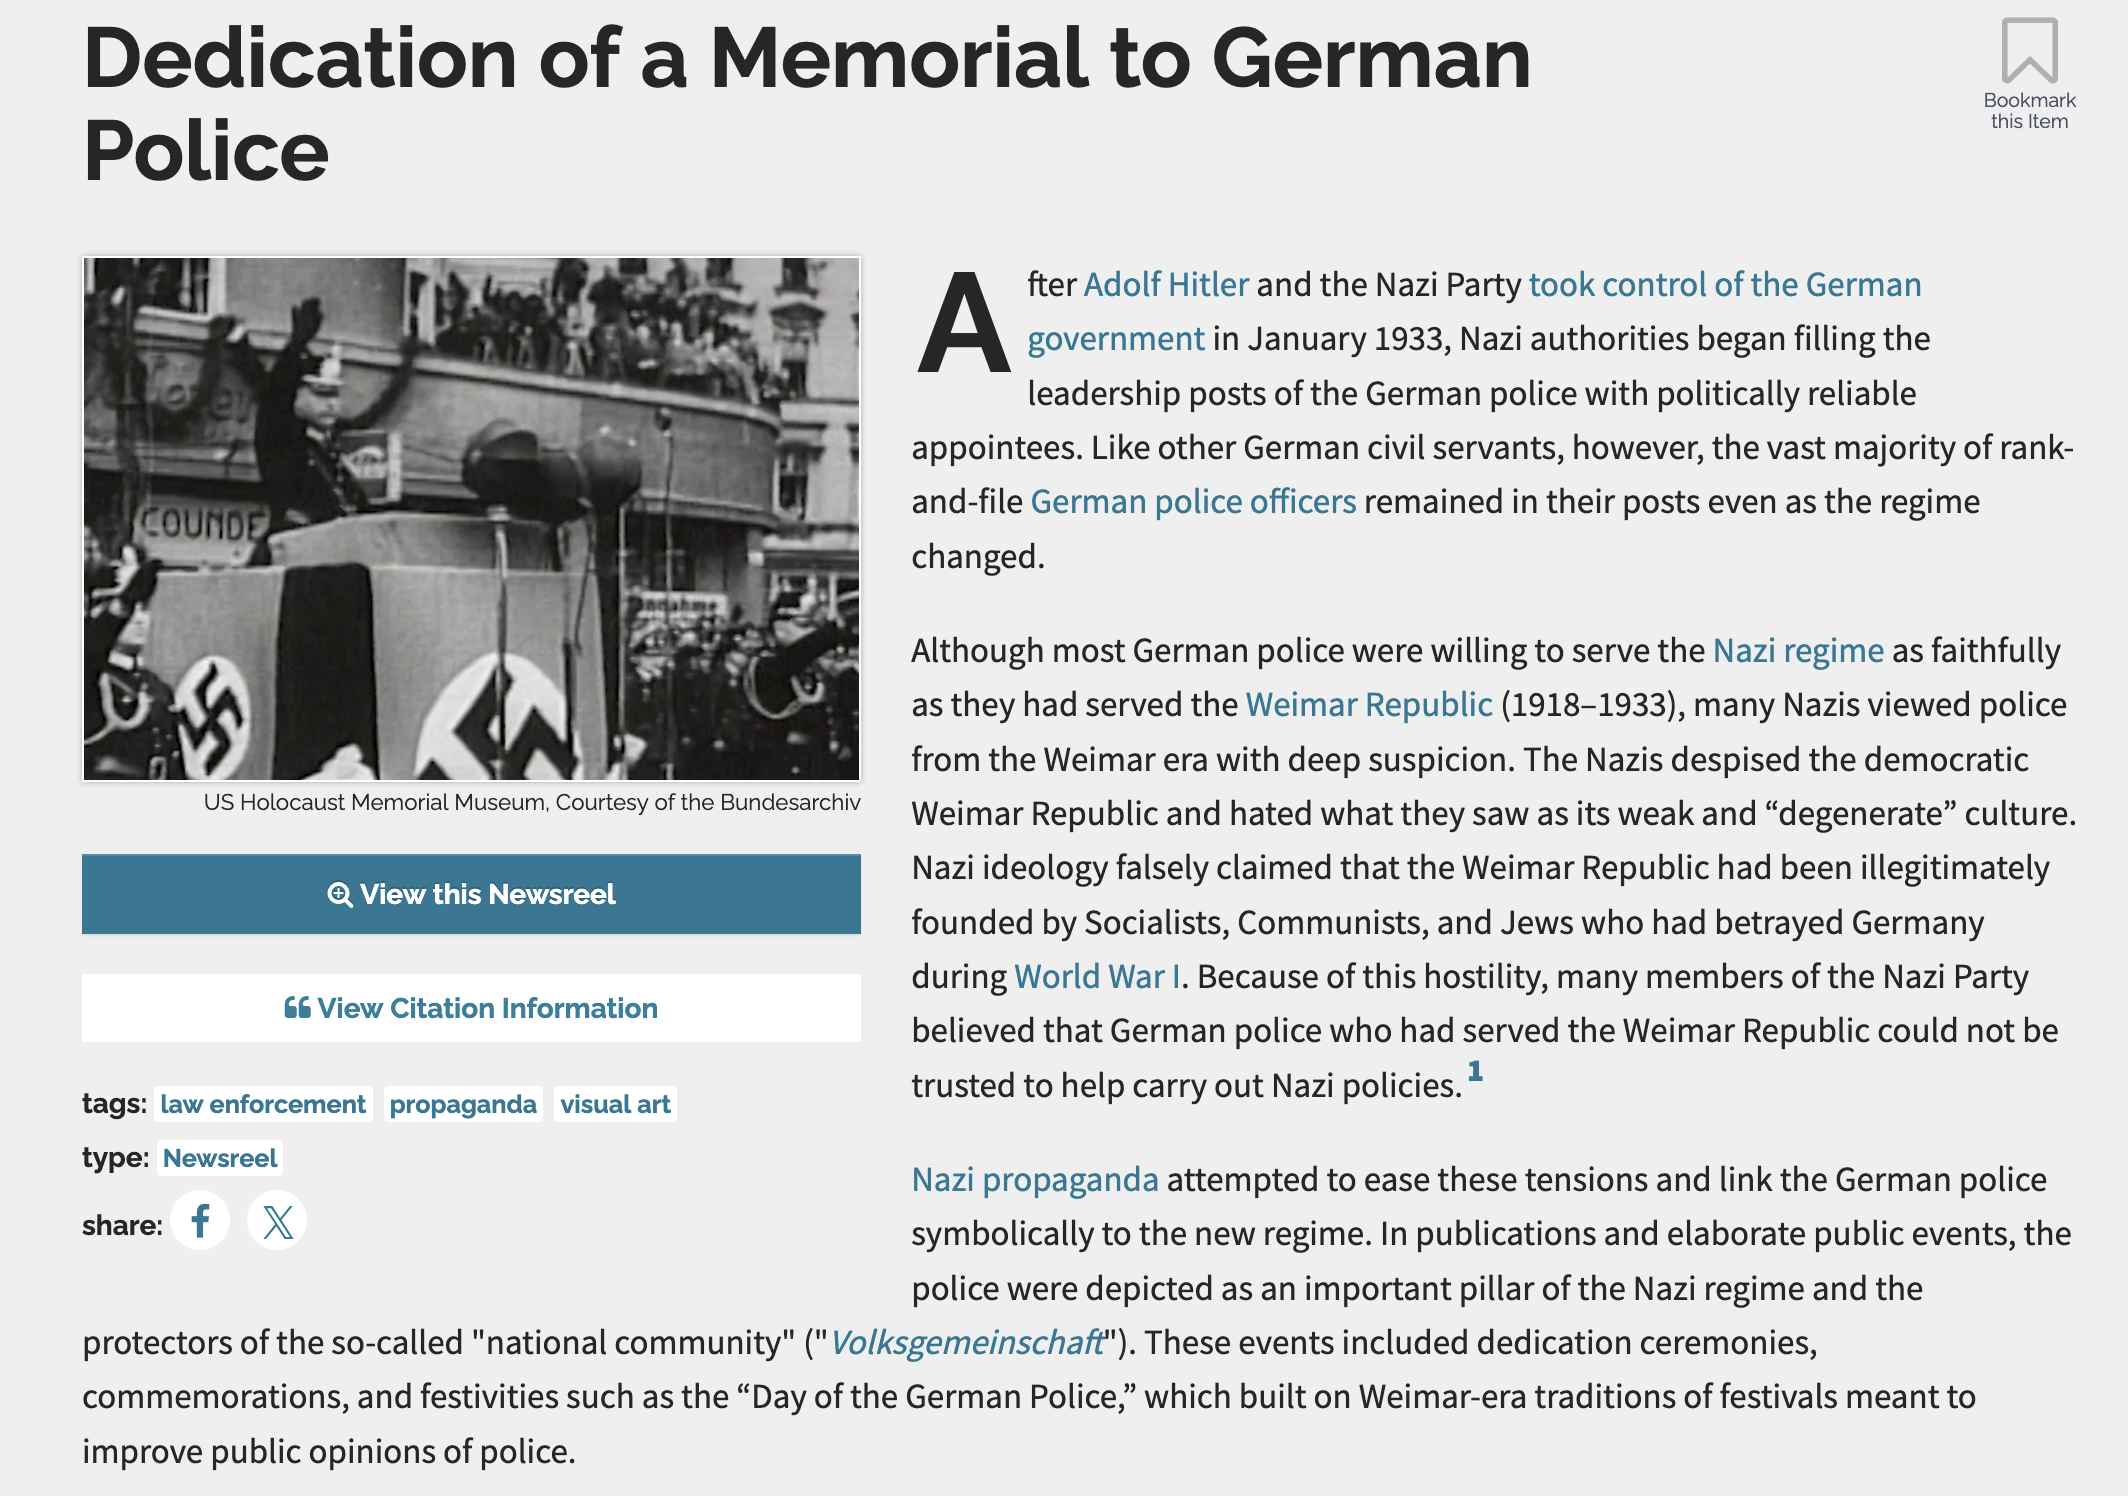 Dedication of a Memorial to German
Police
Bookmark
this Item
COUNDE
US Holocaust Memorial Museum, Courtesy of the Bundesarchiv
View this Newsreel
View Citation Information
tags: law enforcement propaganda visual art
type: Newsreel
share:
After Adolf Hitler and the Nazi Party took control of the German
government in January 1933, Nazi authorities began filling the
leadership posts of the German police with politically reliable
appointees. Like other German civil servants, however, the vast majority of rank-
and-file German police officers remained in their posts even as the regime
changed.
Although most German police were willing to serve the Nazi regime as faithfully
as they had served the Weimar Republic (1918–1933), many Nazis viewed police
from the Weimar era with deep suspicion. The Nazis despised the democratic
Weimar Republic and hated what they saw as its weak and “degenerate” culture.
Nazi ideology falsely claimed that the Weimar Republic had been illegitimately
founded by Socialists, Communists, and Jews who had betrayed Germany
during World War I. Because of this hostility, many members of the Nazi Party
believed that German police who had served the Weimar Republic could not be
trusted to help carry out Nazi policies. 1
Nazi propaganda attempted to ease these tensions and link the German police
symbolically to the new regime. In publications and elaborate public events, the
police were depicted as an important pillar of the Nazi regime and the
protectors of the so-called "national community" ("Volksgemeinschaft"). These events included dedication ceremonies,
commemorations, and festivities such as the “Day of the German Police,” which built on Weimar-era traditions of festivals meant to
improve public opinions of police.